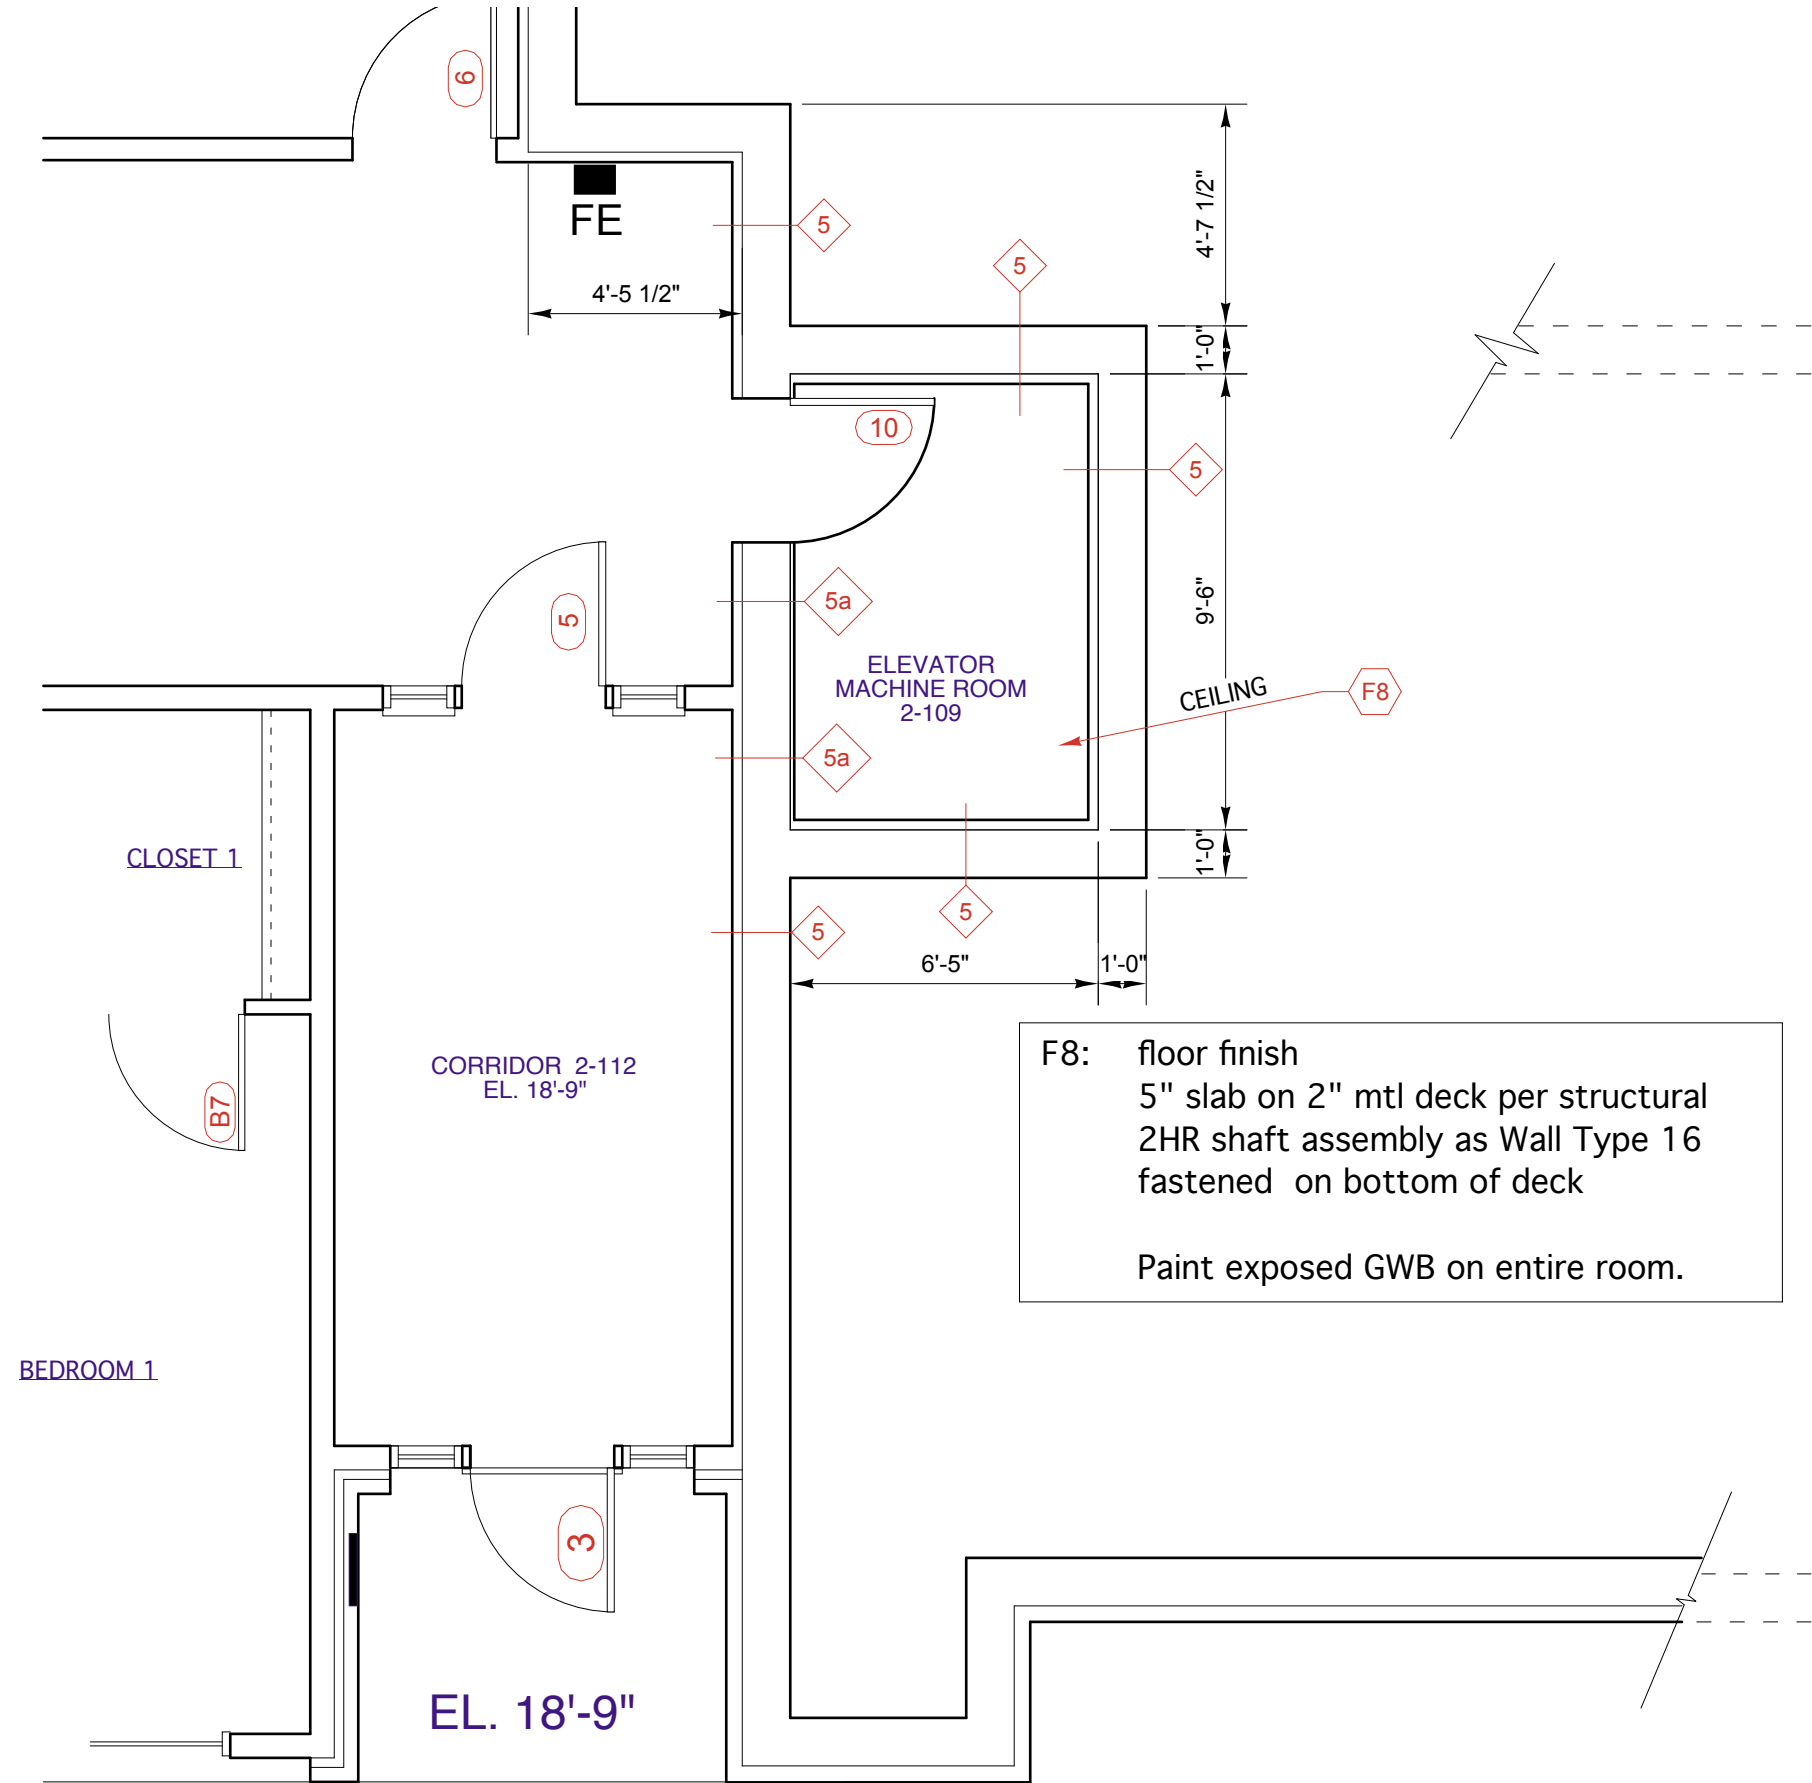 6
FE
5
4'-7 1/2"
5
4'-5 1/2"
1'-0"
10
5
9'-6"
5a
5
ELEVATOR
MACHINE ROOM
2-109
CEILING
F8
5a
CLOSET 1
1'-0"
5
5
6'-5"
1'-0"
CORRIDOR 2-112
EL. 18'-9"
B7
F8: floor finish
5" slab on 2" mtl deck per structural
2HR shaft assembly as Wall Type 16
fastened on bottom of deck
Paint exposed GWB on entire room.
BEDROOM 1
3
EL. 18'-9"